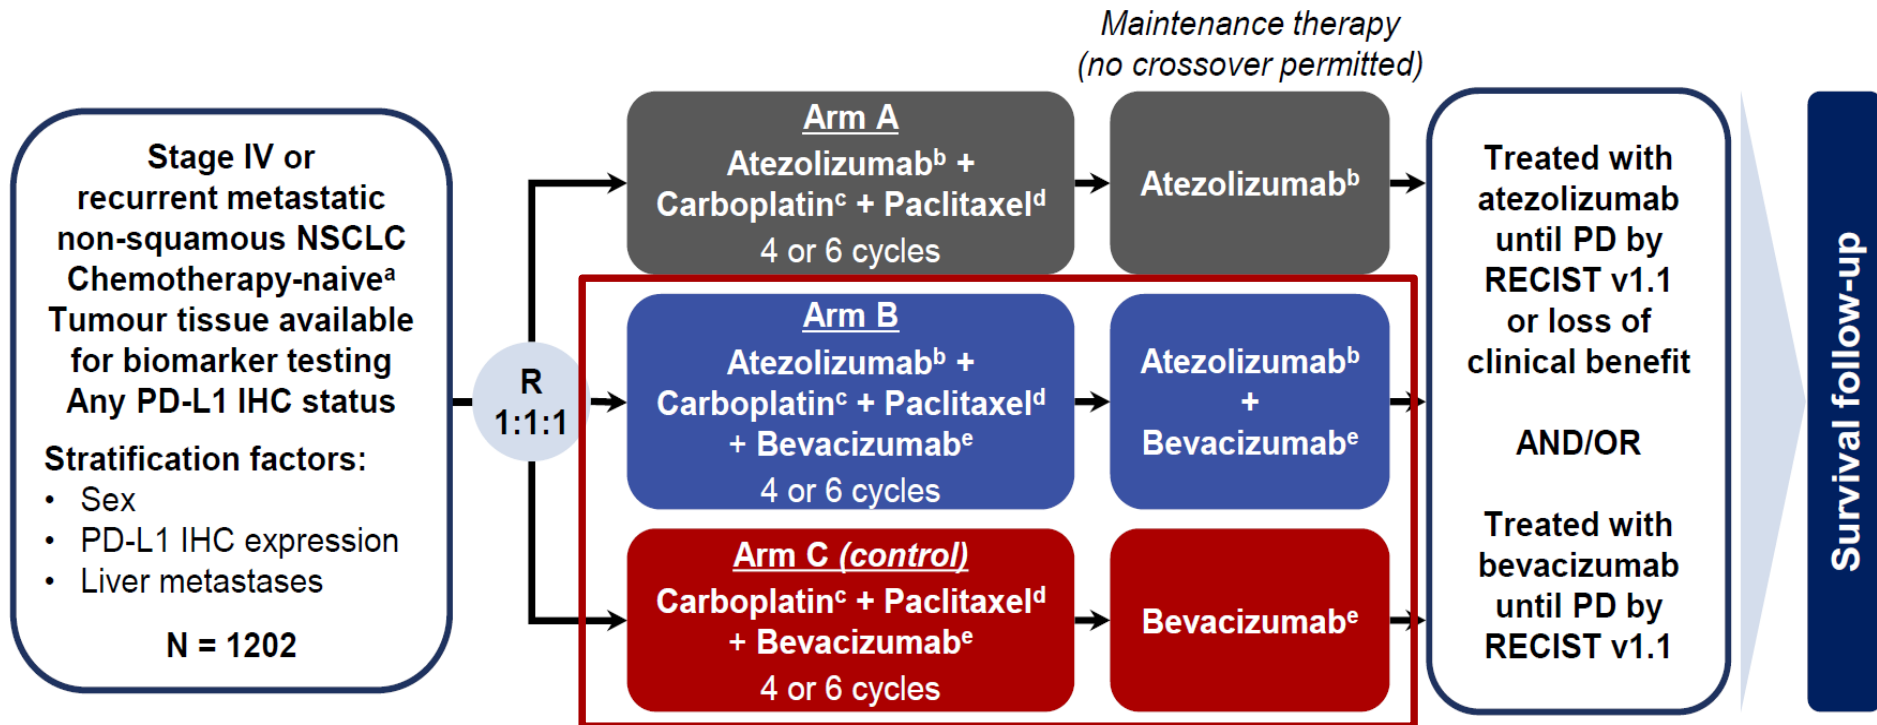 Maintenance therapy
(no crossover permitted)
Stage IV or
recurrent metastatic
non-squamous NSCLC
Chemotherapy-naiveᵃ
Tumour tissue available
for biomarker testing
Any PD-L1 IHC status
Stratification factors:
• Sex
• PD-L1 IHC expression
• Liver metastases
N = 1202
R
1:1:1
Arm A
Atezolizumabᵇ +
Carboplatinᶜ + Paclitaxelᵈ
4 or 6 cycles
Atezolizumabᵇ
Arm B
Atezolizumabᵇ +
Carboplatinᶜ + Paclitaxelᵈ
+ Bevacizumabᵉ
4 or 6 cycles
Atezolizumabᵇ
+
Bevacizumabᵉ
Arm C (control)
Carboplatinᶜ + Paclitaxelᵈ
+ Bevacizumabᵉ
4 or 6 cycles
Bevacizumabᵉ
Treated with
atezolizumab
until PD by
RECIST v1.1
or loss of
clinical benefit
AND/OR
Treated with
bevacizumab
until PD by
RECIST v1.1
Survival follow-up